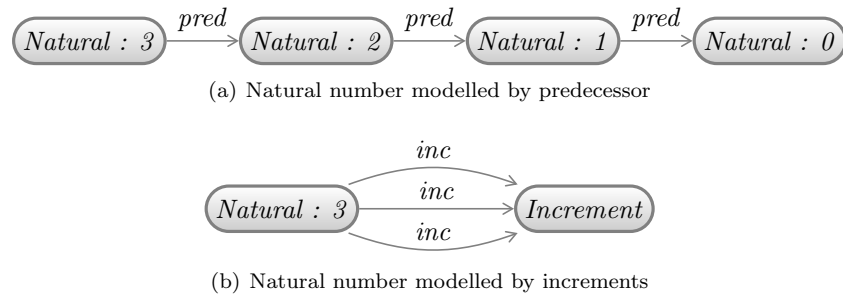 pred pred pred
Natural : 3 Natural : 2 Natural : 1 Natural : 0
(a) Natural number modelled by predecessor
inc
inc
Natural : 3 Increment
inc
(b) Natural number modelled by increments